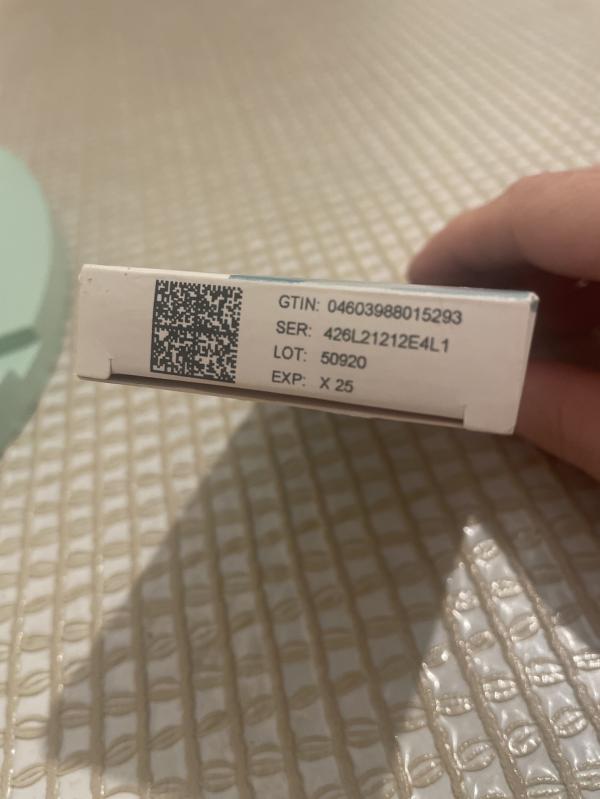 GTIN: 04603988015293
SER: 426L21212E4L1
LOT: 50920
EXP: X 25